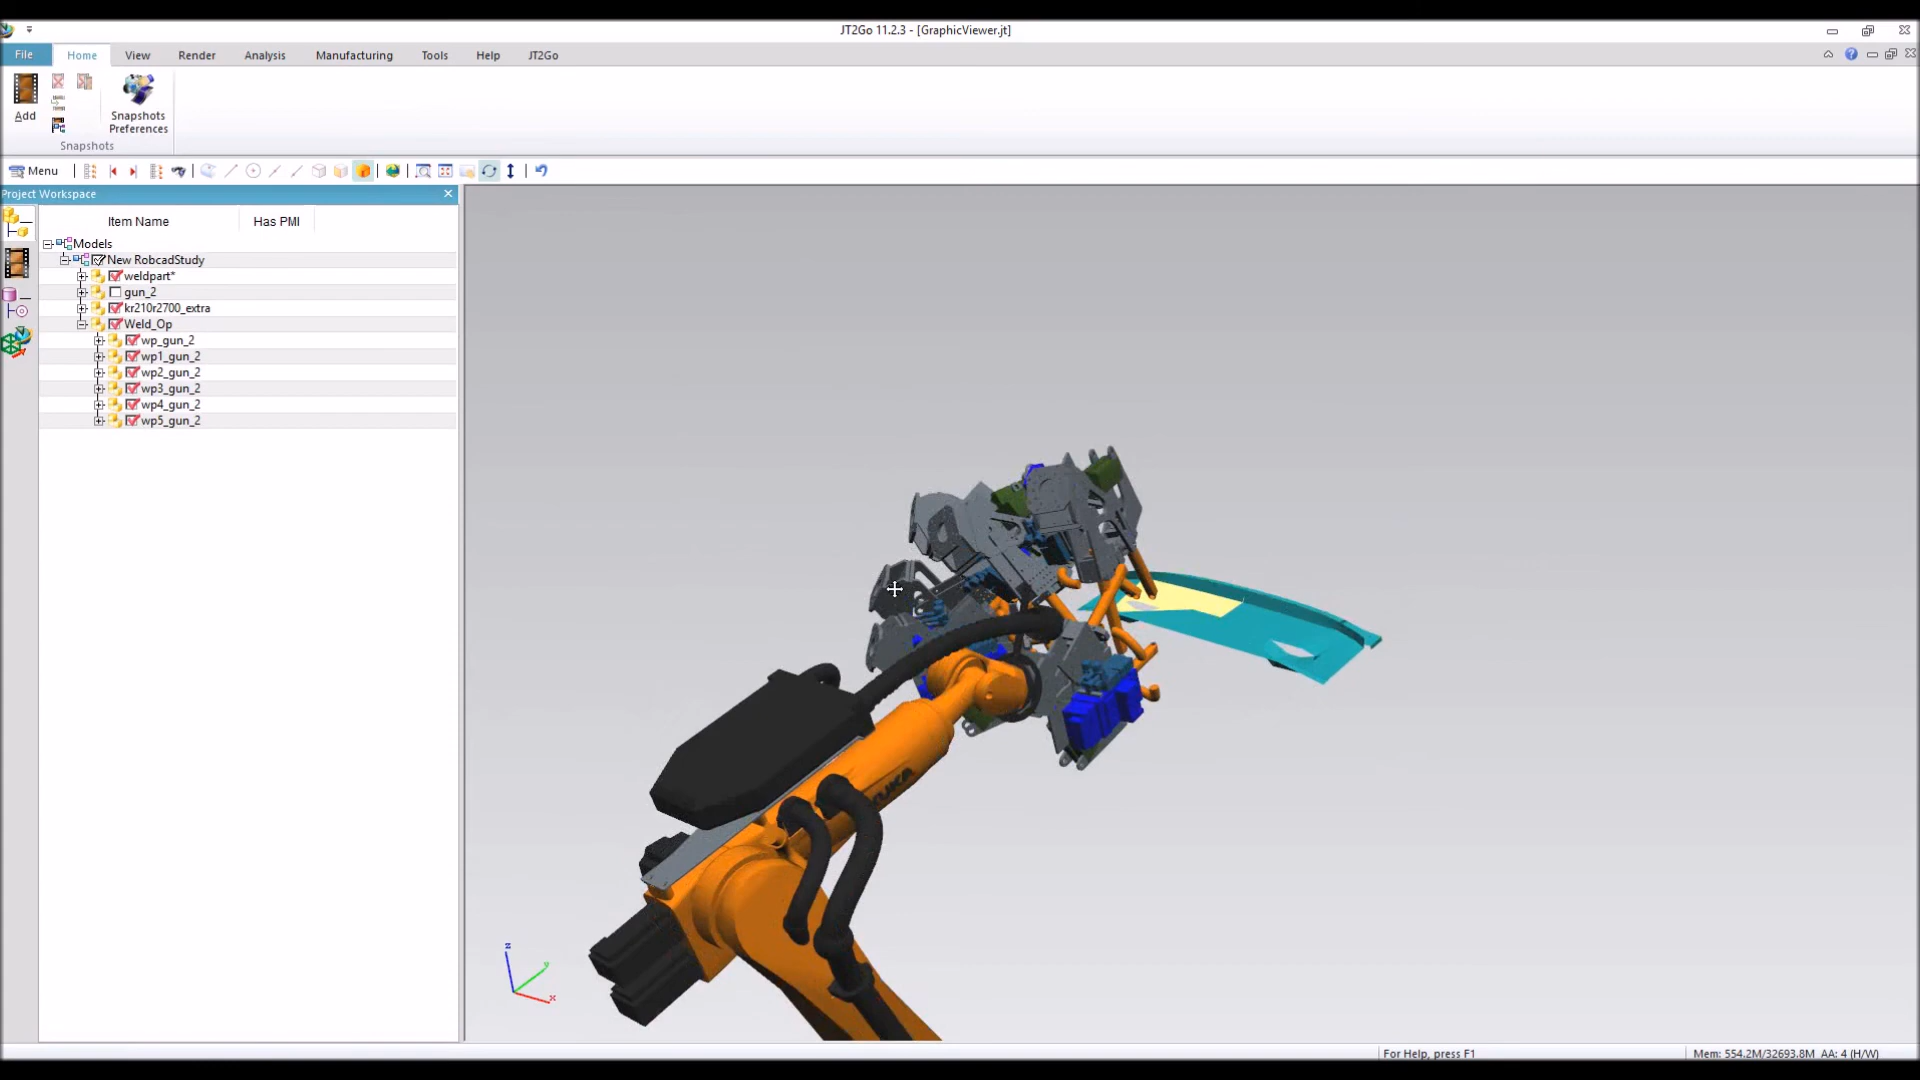 JT2Go 11.2.3 - [GraphicViewer.jt]
File Home View Render Analysis Manufacturing Tools Help JT2Go
Add
Snapshots
Preferences
Snapshots
Menu
Project Workspace
Item Name Has PMI
Models
New RobcadStudy
weldpart*
gun_2
kr210r2700_extra
Weld_Op
wp_gun_2
wp1_gun_2
wp2_gun_2
wp3_gun_2
wp4_gun_2
wp5_gun_2
KUKA
z
y
x
For Help, press F1
Mem: 554.2M/32693.8M AA: 4 (H/W)